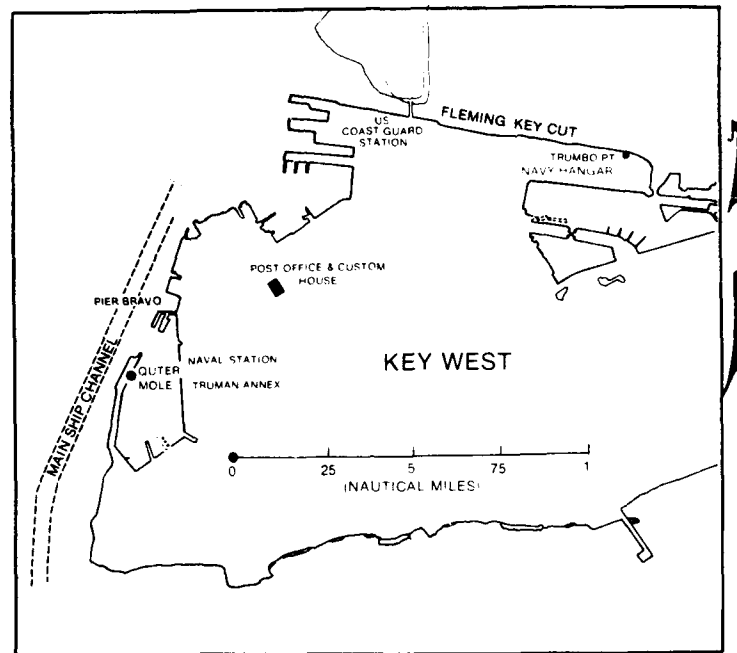 FLEMING KEY CUT
US
COAST GUARD
STATION
TRUMBO PT
NAVY HANGAR
POST OFFICE & CUSTOM
HOUSE
PIER BRAVO
MAIN SHIP CHANNEL
NAVAL STATION
TRUMAN ANNEX
OUTER
MOLE
KEY WEST
0 25 5 75 1
(NAUTICAL MILES)